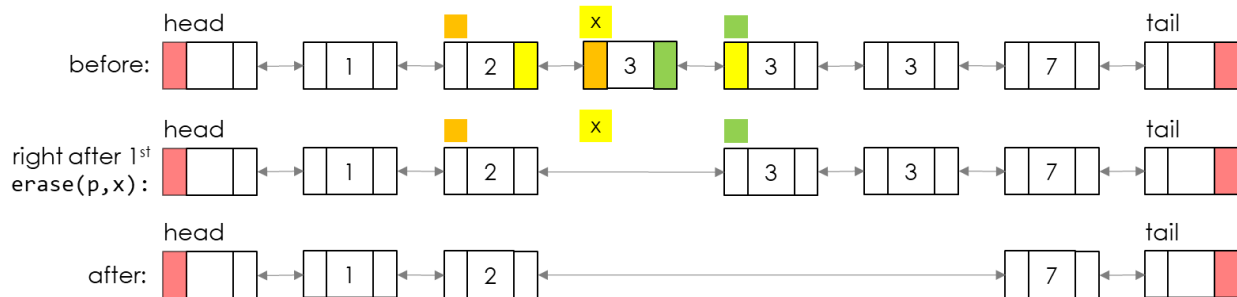 head x tail
before: 1 2 3 3 3 7
head x tail
right after 1st
erase(p,x): 1 2 3 3 7
head tail
after: 1 2 7